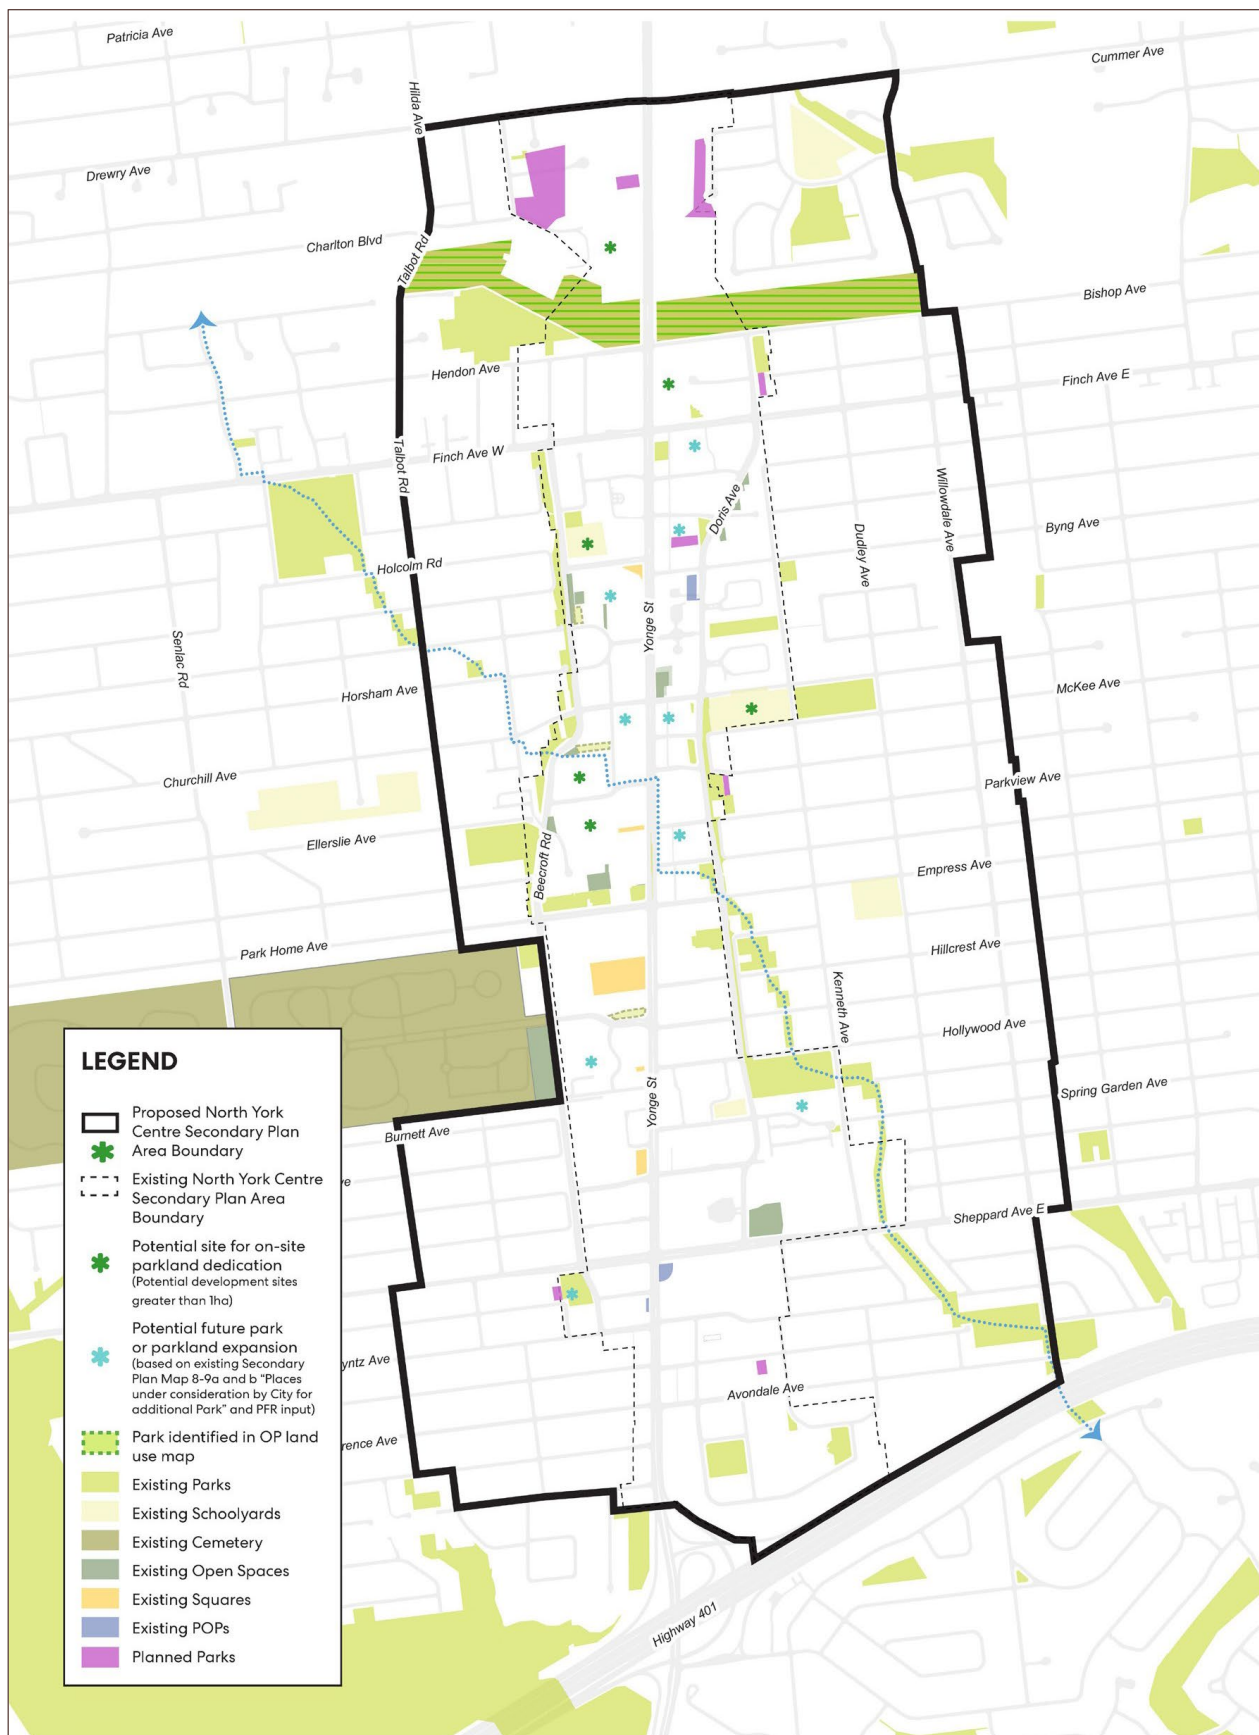 Patricia Ave
Cummer Ave
Hilda Ave
Drewry Ave
Charlton Blvd
Talbot Rd
Bishop Ave
Hendon Ave
Finch Ave E
Finch Ave W
Talbot Rd
Doris Ave
Willowdale Ave
Byng Ave
Dudley Ave
Holcolm Rd
Yonge St
Senlac Rd
Horsham Ave
McKee Ave
Churchill Ave
Parkview Ave
Ellerslie Ave
Beecroft Rd
Empress Ave
Park Home Ave
Hillcrest Ave
Kenneth Ave
Hollywood Ave
Yonge St
Spring Garden Ave
Burnett Ave
ve
Sheppard Ave E
yntz Ave
Avondale Ave
rence Ave
Highway 401
LEGEND
Proposed North York
Centre Secondary Plan
Area Boundary
Existing North York Centre
Secondary Plan Area
Boundary
Potential site for on-site
parkland dedication
(Potential development sites
greater than 1ha)
Potential future park
or parkland expansion
(based on existing Secondary
Plan Map 8-9a and b "Places
under consideration by City for
additional Park" and PFR input)
Park identified in OP land
use map
Existing Parks
Existing Schoolyards
Existing Cemetery
Existing Open Spaces
Existing Squares
Existing POPs
Planned Parks